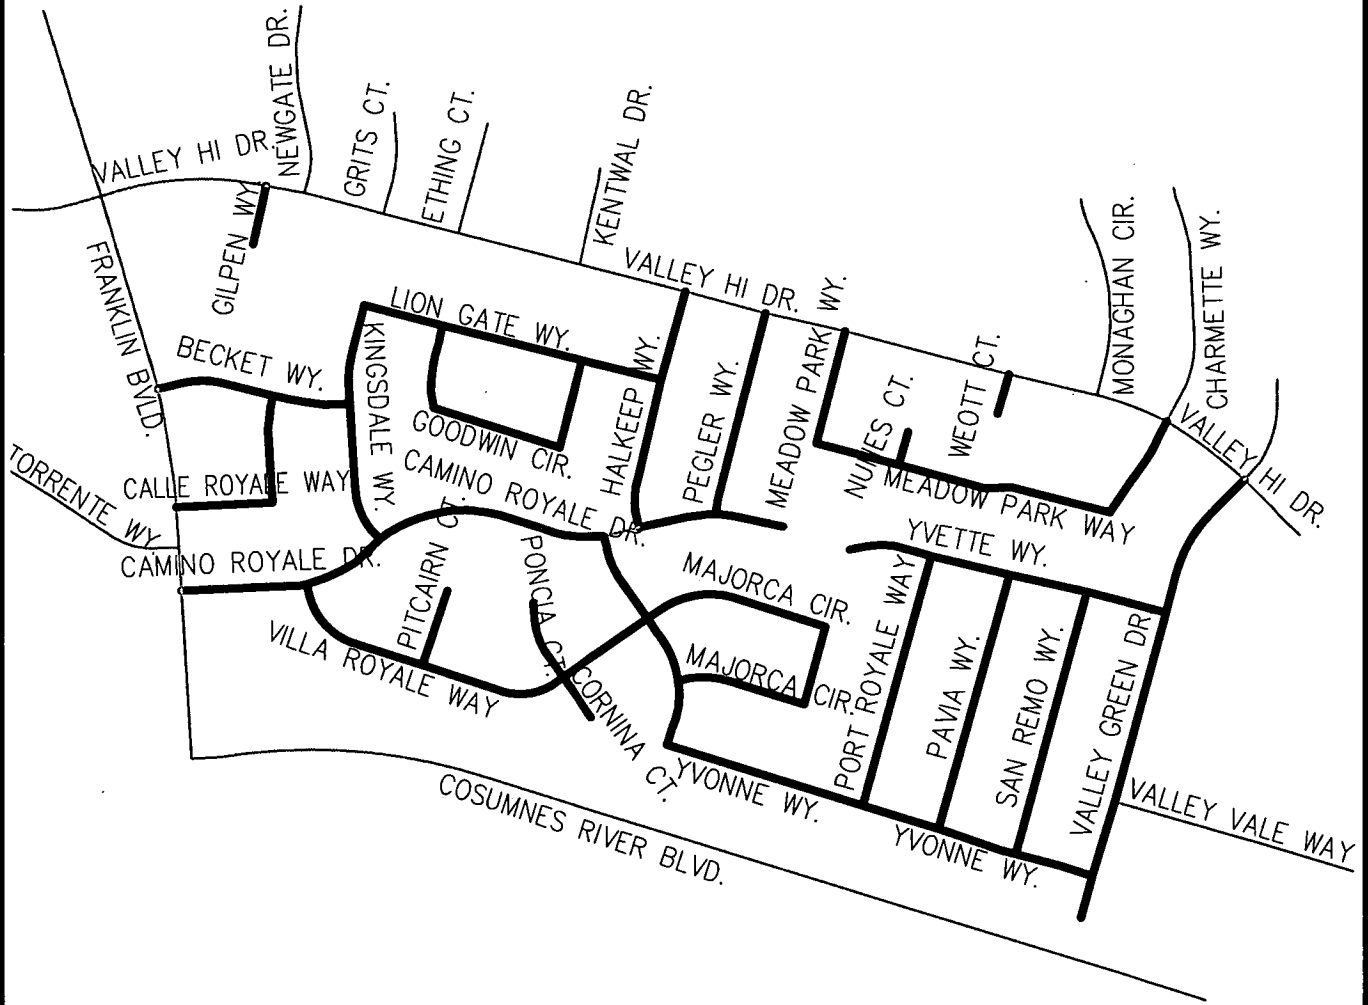 NEWGATE DR.
GRITS CT.
ETHING CT.
KENTWAL DR.
VALLEY HI DR.
GILPEN WY
FRANKLIN BVLD.
VALLEY HI DR.
MEADOW PARK WY.
MONAGHAN CIR.
CHARMETTE WY.
LION GATE WY.
BECKET WY.
KINGSDALE WY.
HALKEEP WY.
PEGLER WY.
NUNES CT.
WEOTT CT.
VALLEY HI DR.
GOODWIN CIR.
CAMINO ROYALE DR.
MEADOW PARK WAY
TORRENTE WY.
CALLE ROYALE WAY
CAMINO ROYALE DR.
PITCAIRN CT.
PONCIA CT.
YVETTE WY.
MAJORCA CIR.
VILLA ROYALE WAY
MAJORCA CIR.
CORNINA CT.
PORT ROYALE WAY
PAVIA WY.
SAN REMO WY.
VALLEY GREEN DR
YVONNE WY.
YVONNE WY.
VALLEY VALE WAY
COSUMNES RIVER BLVD.